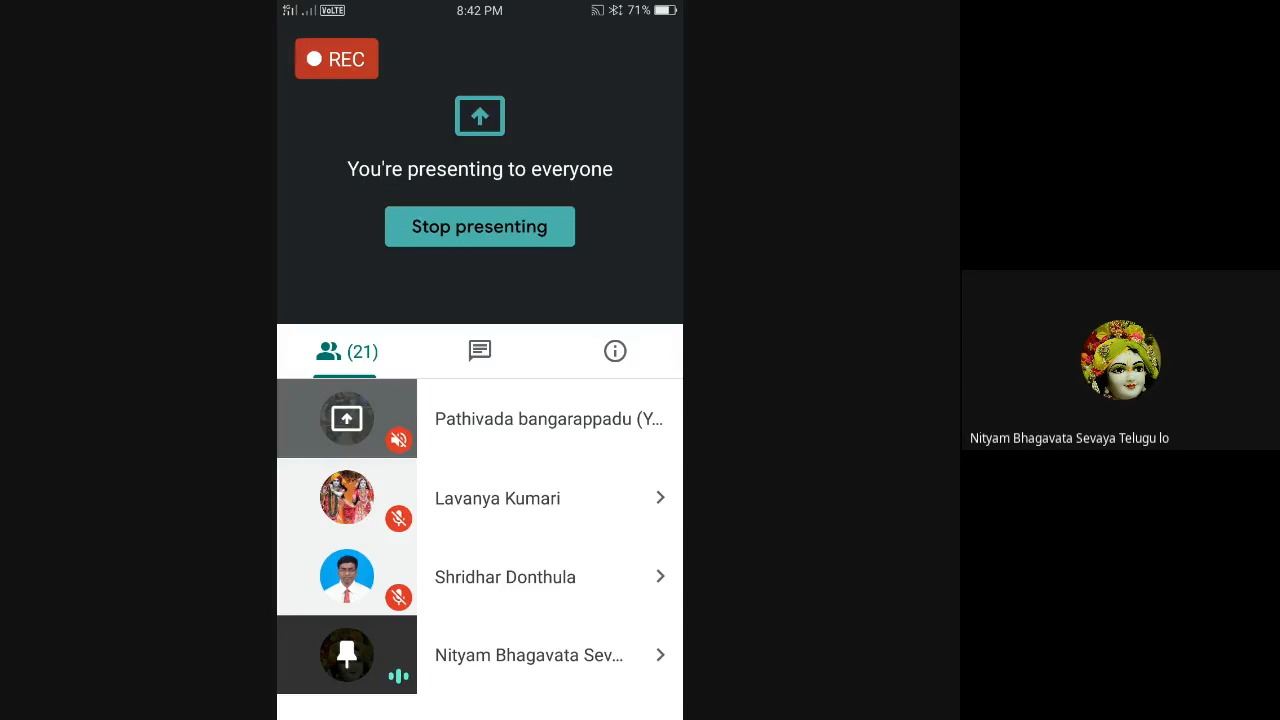 VoLTE
8:42 PM
71%
REC
You're presenting to everyone
Stop presenting
(21)
Pathivada bangarappadu (Y...
Lavanya Kumari
Shridhar Donthula
Nityam Bhagavata Sev...
Nityam Bhagavata Sevaya Telugu lo